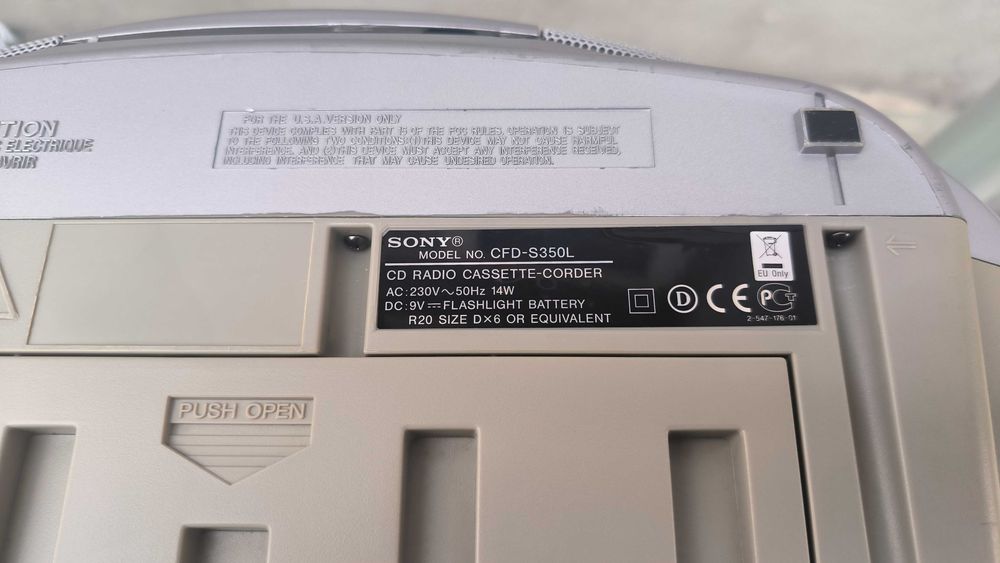 TION
ELECTRIQUE
OUVRIR
FOR THE U.S.A. VERSION ONLY
THIS DEVICE COMPLIES WITH PART 15 OF THE FCC RULES. OPERATION IS SUBJECT
TO THE FOLLOWING TWO CONDITIONS:(1)THIS DEVICE MAY NOT CAUSE HARMFUL
INTERFERENCE. AND (2)THIS DEVICE MUST ACCEPT ANY INTERFERENCE RECEIVED,
INCLUDING INTERFERENCE THAT MAY CAUSE UNDESIRED OPERATION.
SONY®
MODEL NO. CFD-S350L
CD RADIO CASSETTE-CORDER
AC:230V~50Hz 14W
DC:9V⎓FLASHLIGHT BATTERY
R20 SIZE D×6 OR EQUIVALENT
EU Only
D CE PCT
2-547-176-01
PUSH OPEN